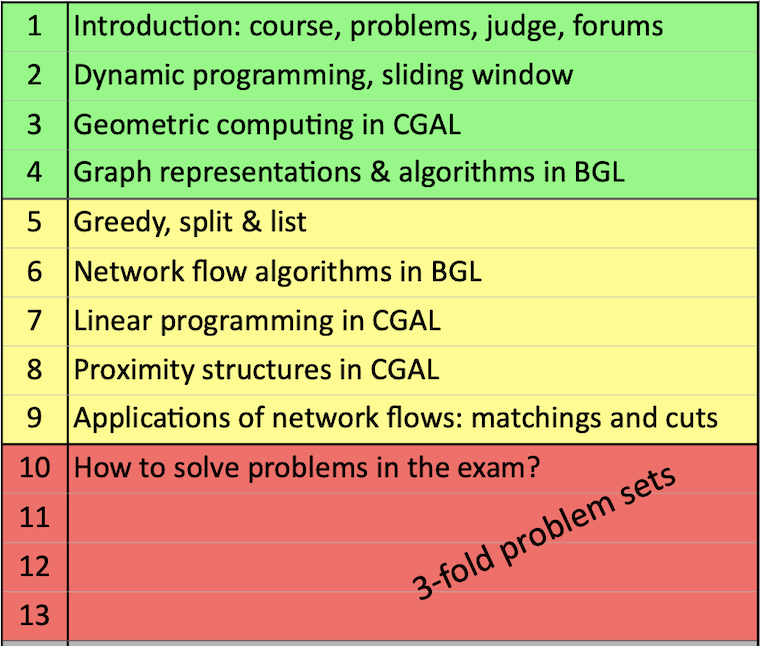 1 Introduction: course, problems, judge, forums
2 Dynamic programming, sliding window
3 Geometric computing in CGAL
4 Graph representations & algorithms in BGL
5 Greedy, split & list
6 Network flow algorithms in BGL
7 Linear programming in CGAL
8 Proximity structures in CGAL
9 Applications of network flows: matchings and cuts
10 How to solve problems in the exam?
11
12
13
3-fold problem sets